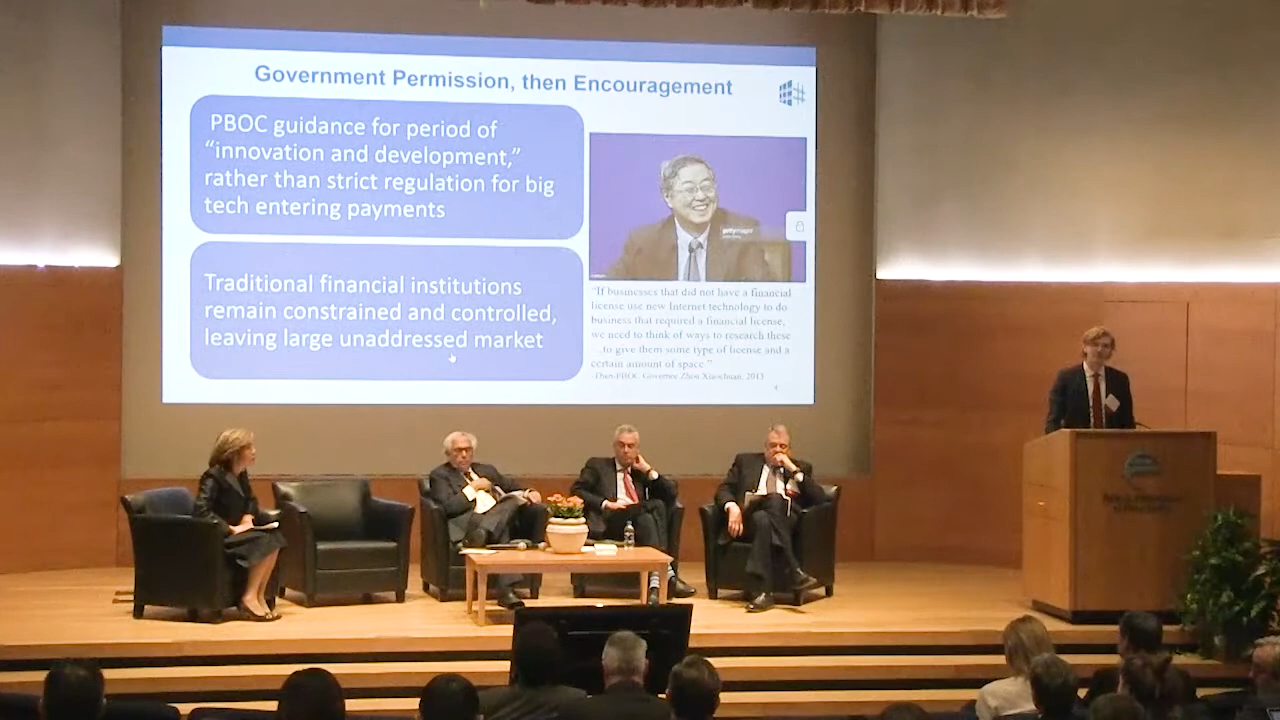 Government Permission, then Encouragement
PBOC guidance for period of
“innovation and development,”
rather than strict regulation for big
tech entering payments
Traditional financial institutions
remain constrained and controlled,
leaving large unaddressed market
gettyimages
"If businesses that did not have a financial
license use new Internet technology to do
business that required a financial license,
we need to think of ways to research these
...to give them some type of license and a
certain amount of space."
Then-PBOC Governor Zhou Xiaochuan, 2013
4